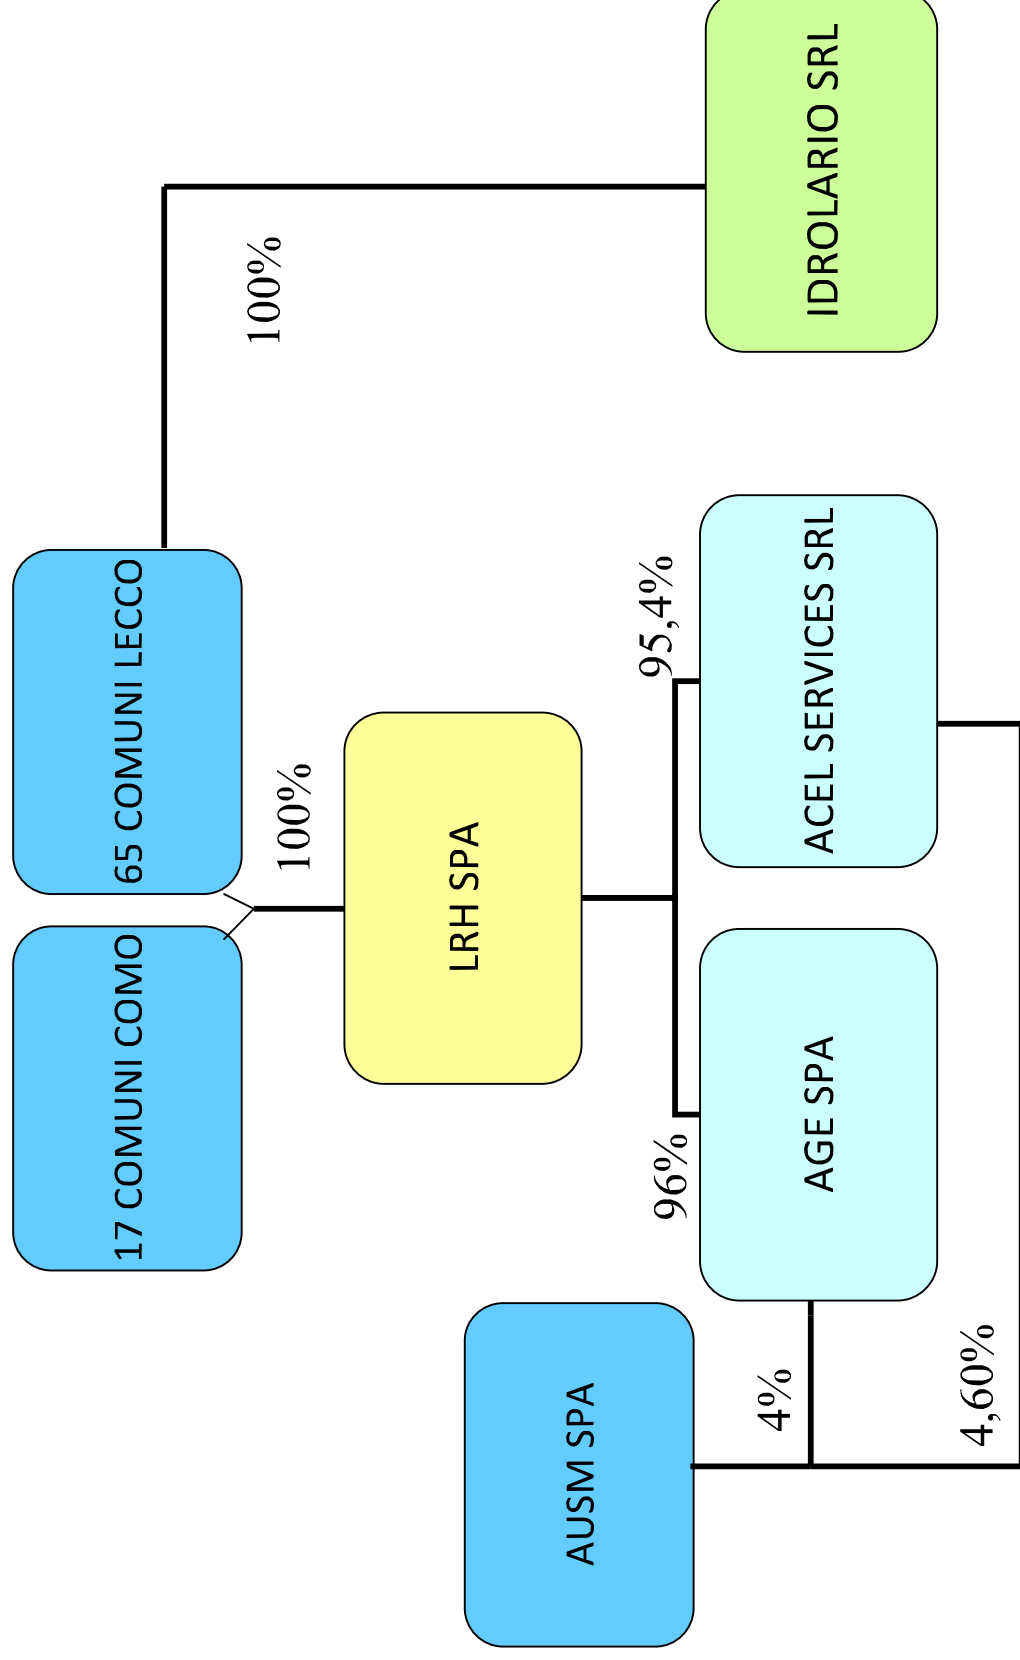 17 COMUNI COMO
65 COMUNI LECCO
100%
100%
LRH SPA
AUSM SPA
96%
95,4%
4%
AGE SPA
ACEL SERVICES SRL
IDROLARIO SRL
4,60%